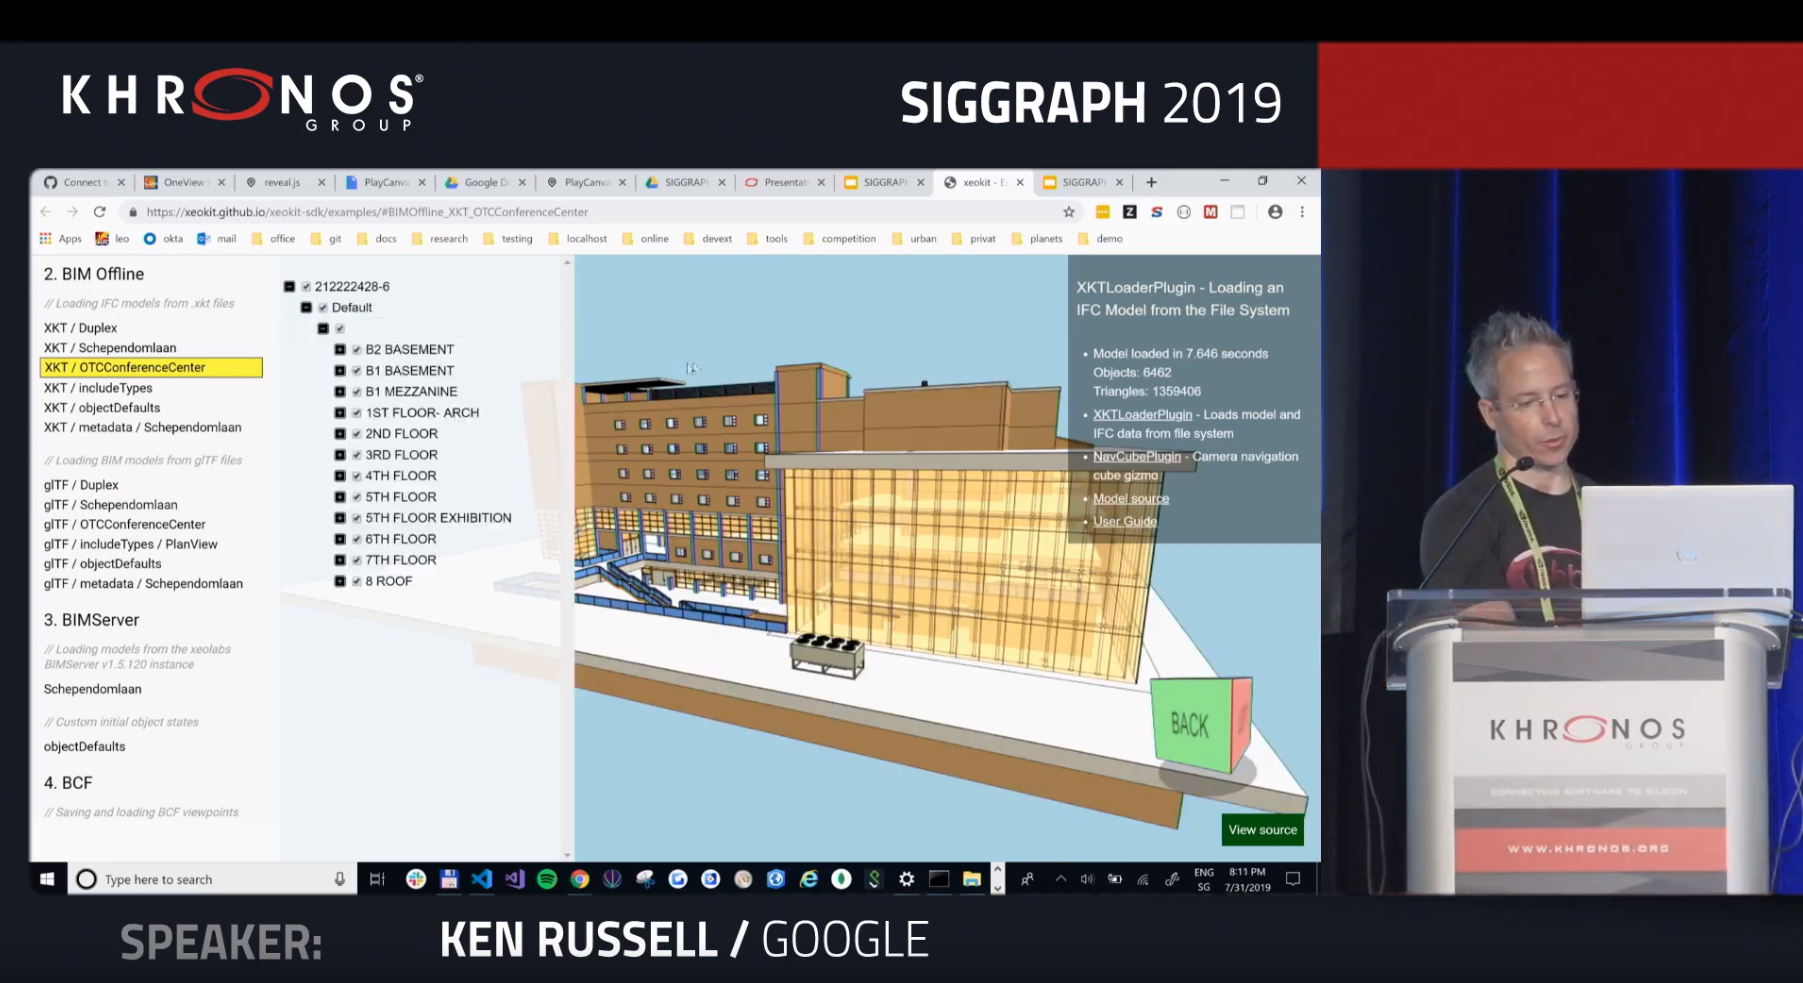 KHRONOS®
GROUP
SIGGRAPH 2019
Connect t
OneView
reveal.js
PlayCanva
Google D
PlayCanva
SIGGRAP
Presentat
SIGGRAP
xeokit - E
SIGGRAP
https://xeokit.github.io/xeokit-sdk/examples/#BIMOffline_XKT_OTCConferenceCenter
Apps leo okta mail office git docs research testing localhost online devext tools competition urban privat planets demo
2. BIM Offline
// Loading IFC models from .xkt files
XKT / Duplex
XKT / Schependomlaan
XKT / OTCConferenceCenter
XKT / includeTypes
XKT / objectDefaults
XKT / metadata / Schependomlaan
// Loading BIM models from glTF files
glTF / Duplex
glTF / Schependomlaan
glTF / OTCConferenceCenter
glTF / includeTypes / PlanView
glTF / objectDefaults
glTF / metadata / Schependomlaan
3. BIMServer
// Loading models from the xeolabs
BIMServer v1.5.120 instance
Schependomlaan
// Custom initial object states
objectDefaults
4. BCF
// Saving and loading BCF viewpoints
212222428-6
Default
B2 BASEMENT
B1 BASEMENT
B1 MEZZANINE
1ST FLOOR- ARCH
2ND FLOOR
3RD FLOOR
4TH FLOOR
5TH FLOOR
5TH FLOOR EXHIBITION
6TH FLOOR
7TH FLOOR
8 ROOF
XKTLoaderPlugin - Loading an
IFC Model from the File System
• Model loaded in 7.646 seconds
Objects: 6462
Triangles: 1359406
• XKTLoaderPlugin - Loads model and
IFC data from file system
• NavCubePlugin - Camera navigation
cube gizmo
• Model source
• User Guide
BACK
View source
Type here to search
ENG
SG
8:11 PM
7/31/2019
KHRONOS
GROUP
CONNECTING SOFTWARE TO SILICON
WWW.KHRONOS.ORG
SPEAKER:
KEN RUSSELL / GOOGLE